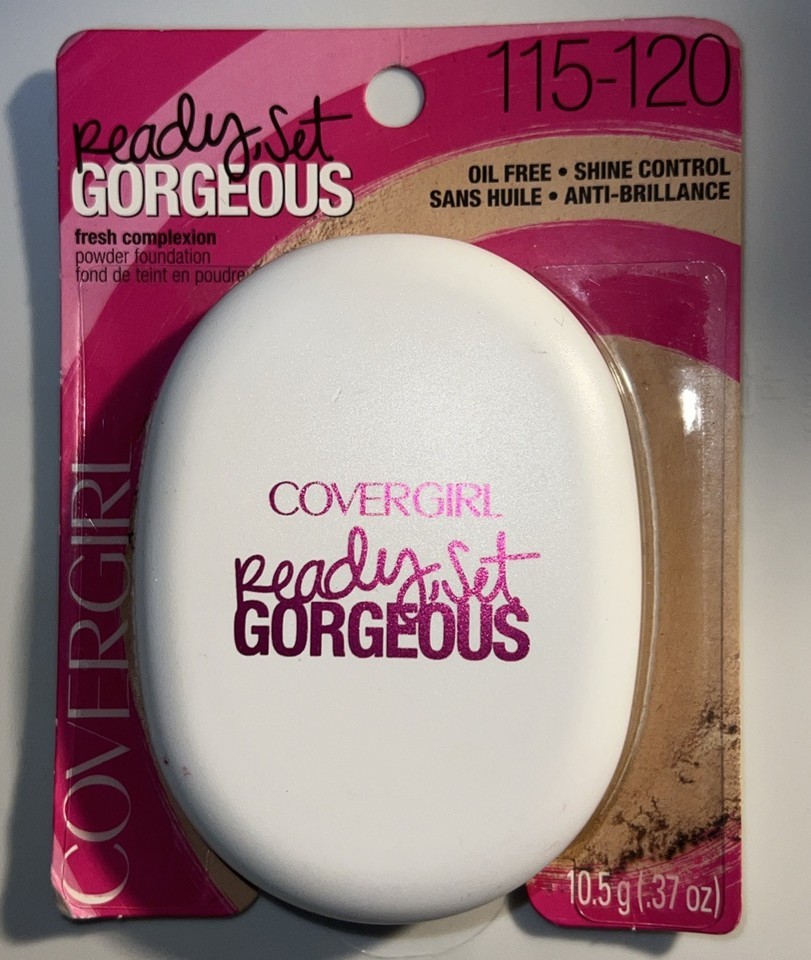 115-120
Ready, Set
GORGEOUS
OIL FREE • SHINE CONTROL
SANS HUILE • ANTI-BRILLANCE
fresh complexion
powder foundation
fond de teint en poudre
COVERGIRL
COVERGIRL
Ready, Set
GORGEOUS
10.5 g (.37 oz)